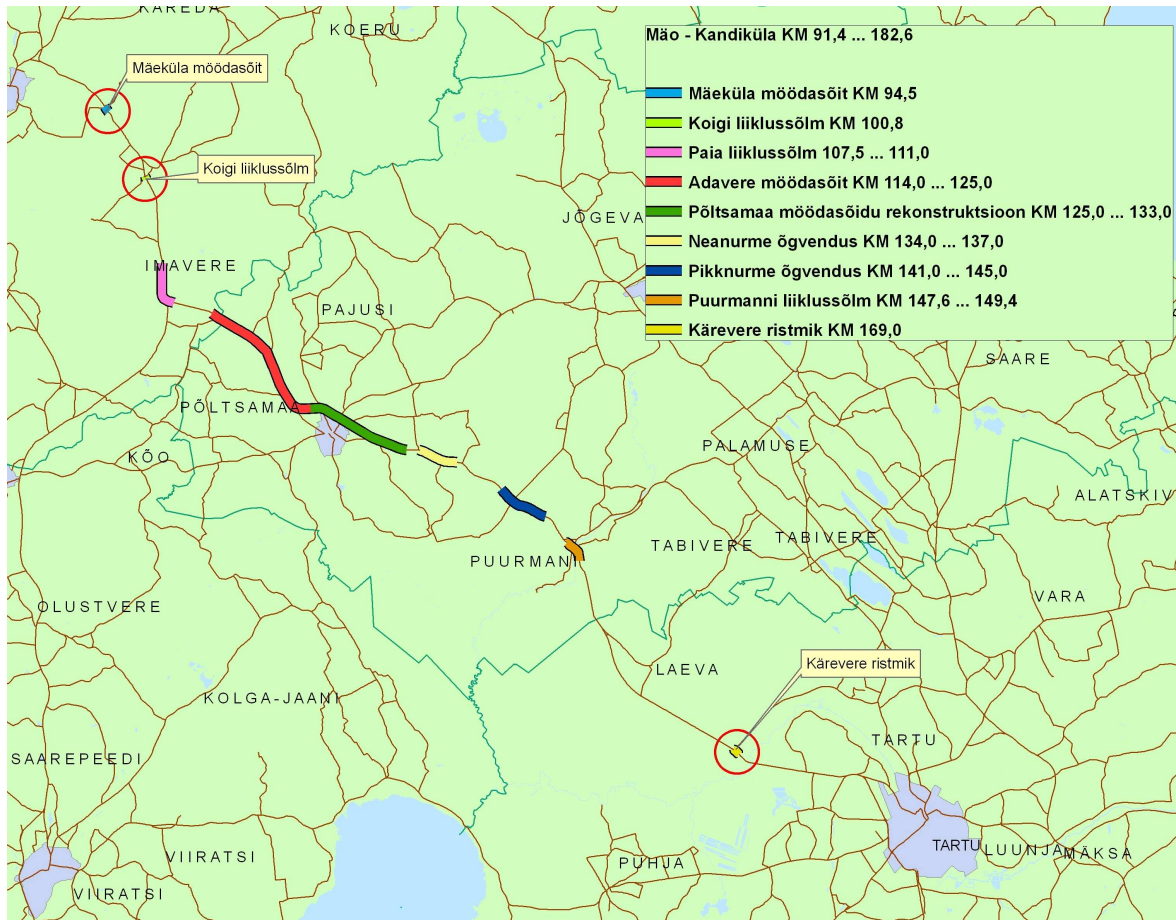 KAREDA
KOERU
Mäo - Kandiküla KM 91,4 ... 182,6
Mäeküla möödasõit KM 94,5
Koigi liiklussõlm KM 100,8
Paia liiklussõlm 107,5 ... 111,0
Adavere möödasõit KM 114,0 ... 125,0
Põltsamaa möödasõidu rekonstruktsioon KM 125,0 ... 133,0
Neanurme õgvendus KM 134,0 ... 137,0
Pikknurme õgvendus KM 141,0 ... 145,0
Puurmanni liiklussõlm KM 147,6 ... 149,4
Kärevere ristmik KM 169,0
Mäeküla möödasõit
Koigi liiklussõlm
JÕGEVA
IMAVERE
PAJUSI
SAARE
PÕLTSAMAA
KÕO
PALAMUSE
ALATSKIV
TABIVERE
TABIVERE
PUURMANI
VARA
OLUSTVERE
LAEVA
Kärevere ristmik
KOLGA-JAANI
TARTU
SAAREPEEDI
TARTU
LUUNJA
MÄKSA
VIIRATSI
PUHJA
VIIRATSI